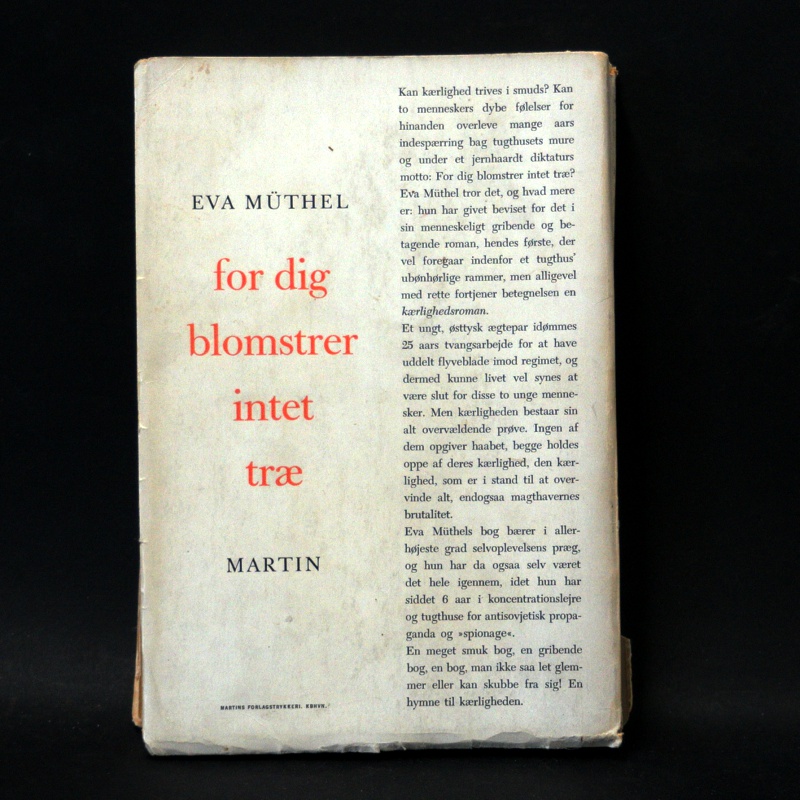 EVA MÜTHEL
for dig
blomstrer
intet
træ
MARTIN
MARTINS FORLAGSTRYKKERI. KBHVN.
Kan kærlighed trives i smuds? Kan
to menneskers dybe følelser for
hinanden overleve mange aars
indespærring bag tugthusets mure
og under et jernhaardt diktaturs
motto: For dig blomstrer intet træ?
Eva Müthel tror det, og hvad mere
er: hun har givet beviset for det i
sin menneskeligt gribende og be-
tagende roman, hendes første, der
vel foregaar indenfor et tugthus'
ubønhørlige rammer, men alligevel
med rette fortjener betegnelsen en
kærlighedsroman.
Et ungt, østtysk ægtepar idømmes
25 aars tvangsarbejde for at have
uddelt flyveblade imod regimet, og
dermed kunne livet vel synes at
være slut for disse to unge menne-
sker. Men kærligheden bestaar sin
alt overvældende prøve. Ingen af
dem opgiver haabet, begge holdes
oppe af deres kærlighed, den kær-
lighed, som er i stand til at over-
vinde alt, endogsaa magthavernes
brutalitet.
Eva Müthels bog bærer i aller-
højeste grad selvoplevelsens præg,
og hun har da ogsaa selv været
det hele igennem, idet hun har
siddet 6 aar i koncentrationslejre
og tugthuse for antisovjetisk propa-
ganda og »spionage«.
En meget smuk bog, en gribende
bog, en bog, man ikke saa let glem-
mer eller kan skubbe fra sig! En
hymne til kærligheden.